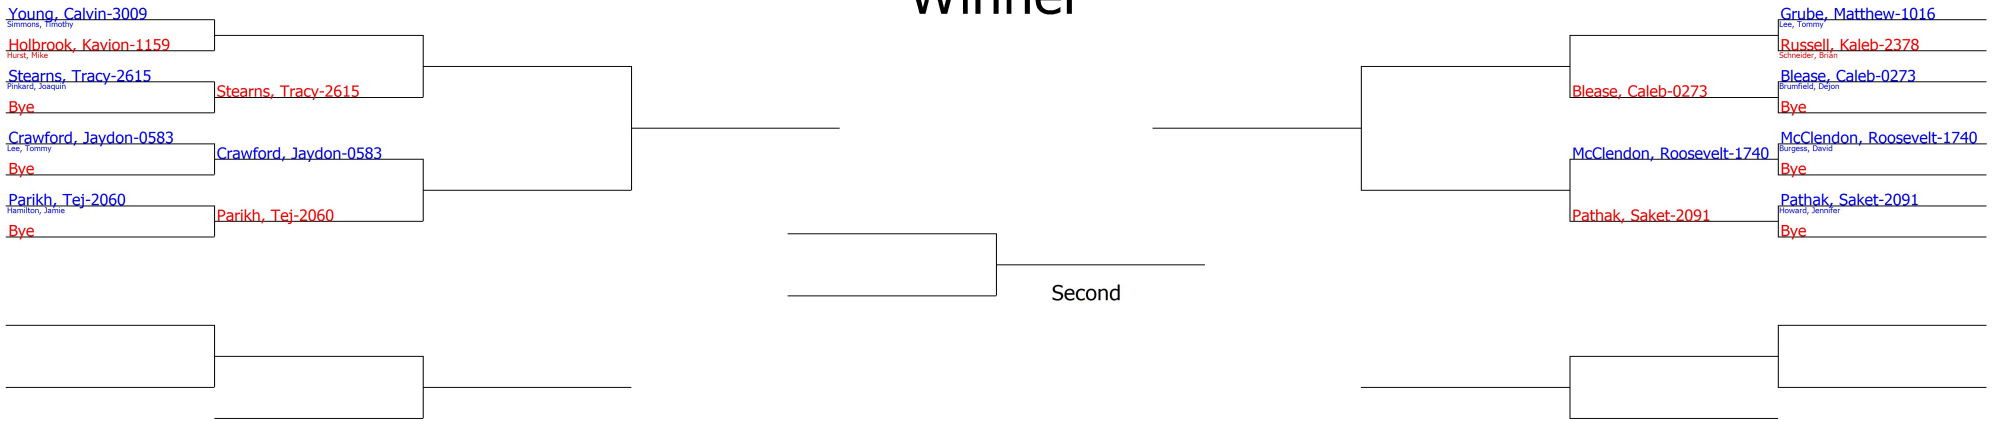 Winner
Young, Calvin-3009
Simmons, Timothy
Holbrook, Kavion-1159
Hurst, Mike
Stearns, Tracy-2615
Pinkard, Joaquin
Bye
Crawford, Jaydon-0583
Lee, Tommy
Bye
Parikh, Tej-2060
Hamilton, Jamie
Bye
Stearns, Tracy-2615
Crawford, Jaydon-0583
Parikh, Tej-2060
Second
Blease, Caleb-0273
McClendon, Roosevelt-1740
Pathak, Saket-2091
Grube, Matthew-1016
Lee, Tommy
Russell, Kaleb-2378
Schneider, Brian
Blease, Caleb-0273
Brumfield, Dejon
Bye
McClendon, Roosevelt-1740
Burgess, David
Bye
Pathak, Saket-2091
Howard, Jennifer
Bye